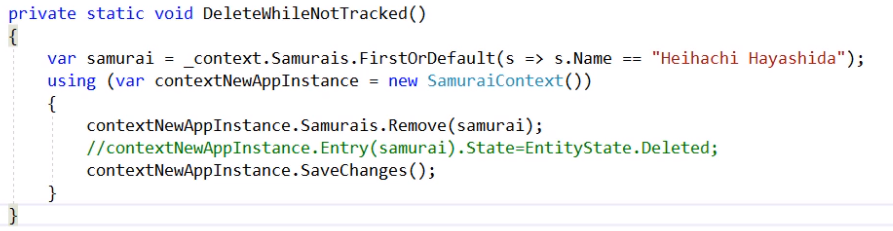 private static void DeleteWhileNotTracked()
{
    var samurai = _context.Samurais.FirstOrDefault(s => s.Name == "Heihachi Hayashida");
    using (var contextNewAppInstance = new SamuraiContext())
    {
        contextNewAppInstance.Samurais.Remove(samurai);
        //contextNewAppInstance.Entry(samurai).State=EntityState.Deleted;
        contextNewAppInstance.SaveChanges();
    }
}